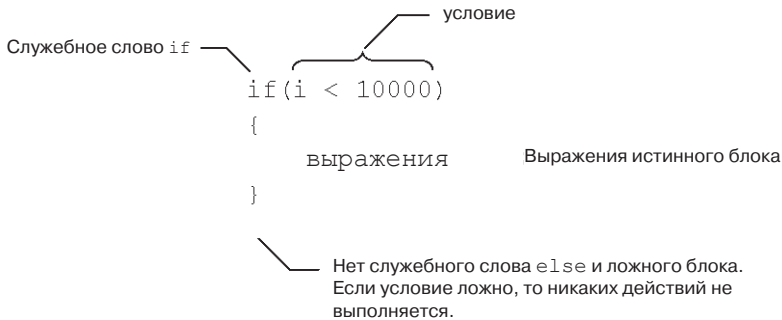 условие
Служебное слово if
if(i < 10000)
{
выражения
Выражения истинного блока
}
Нет служебного слова else и ложного блока.
Если условие ложно, то никаких действий не
выполняется.